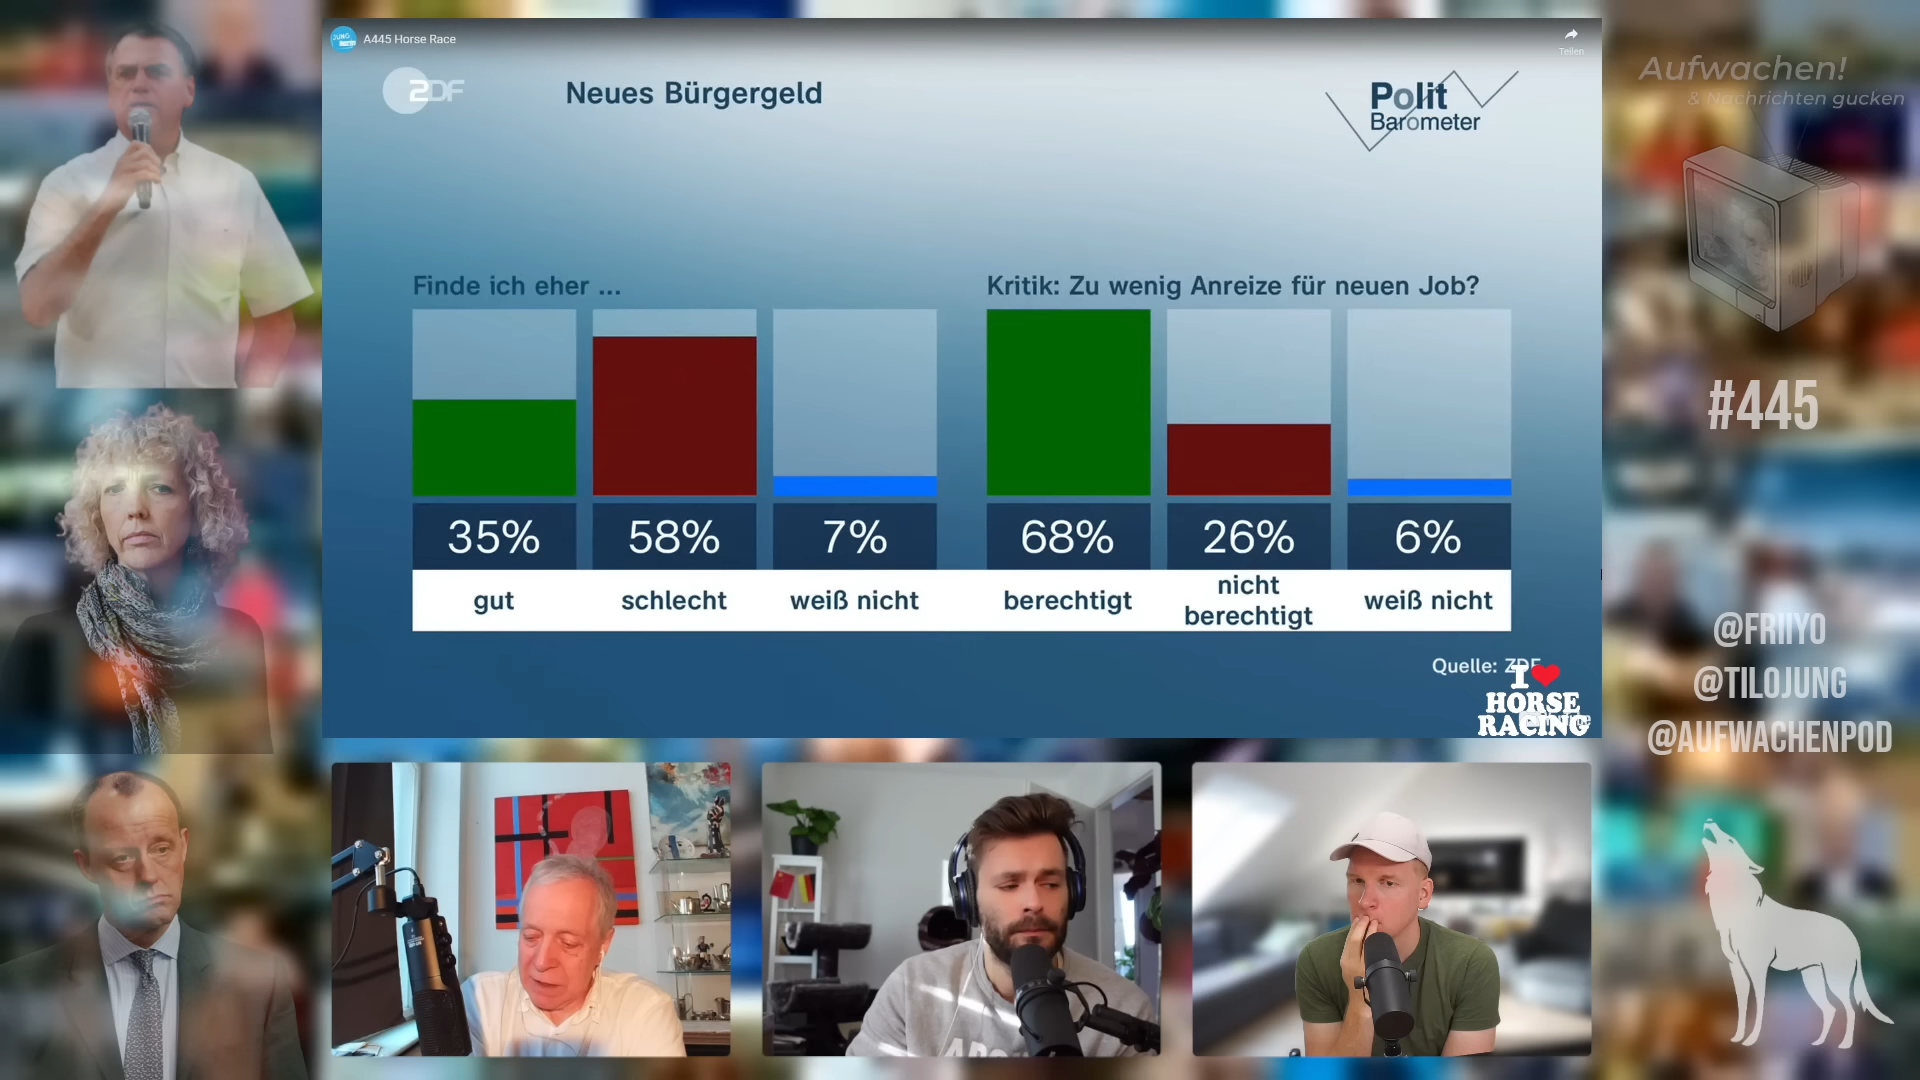 A445 Horse Race
Teilen
ZDF
Neues Bürgergeld
Polit
Barometer
Finde ich eher ...
Kritik: Zu wenig Anreize für neuen Job?
35%
58%
7%
68%
26%
6%
gut
schlecht
weiß nicht
berechtigt
nicht
berechtigt
weiß nicht
Quelle: ZDF
I
HORSE
RACING
Aufwachen!
& Nachrichten gucken
#445
@FRIIYO
@TILOJUNG
@AUFWACHENPOD